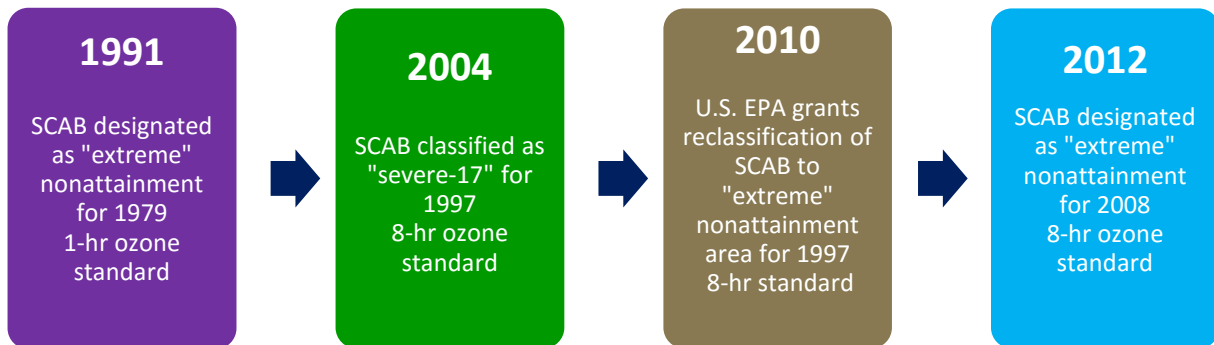 1991
SCAB designated
as "extreme"
nonattainment
for 1979
1-hr ozone
standard
2004
SCAB classified as
"severe-17" for
1997
8-hr ozone
standard
2010
U.S. EPA grants
reclassification of
SCAB to
"extreme"
nonattainment
area for 1997
8-hr standard
2012
SCAB designated
as "extreme"
nonattainment
for 2008
8-hr ozone
standard